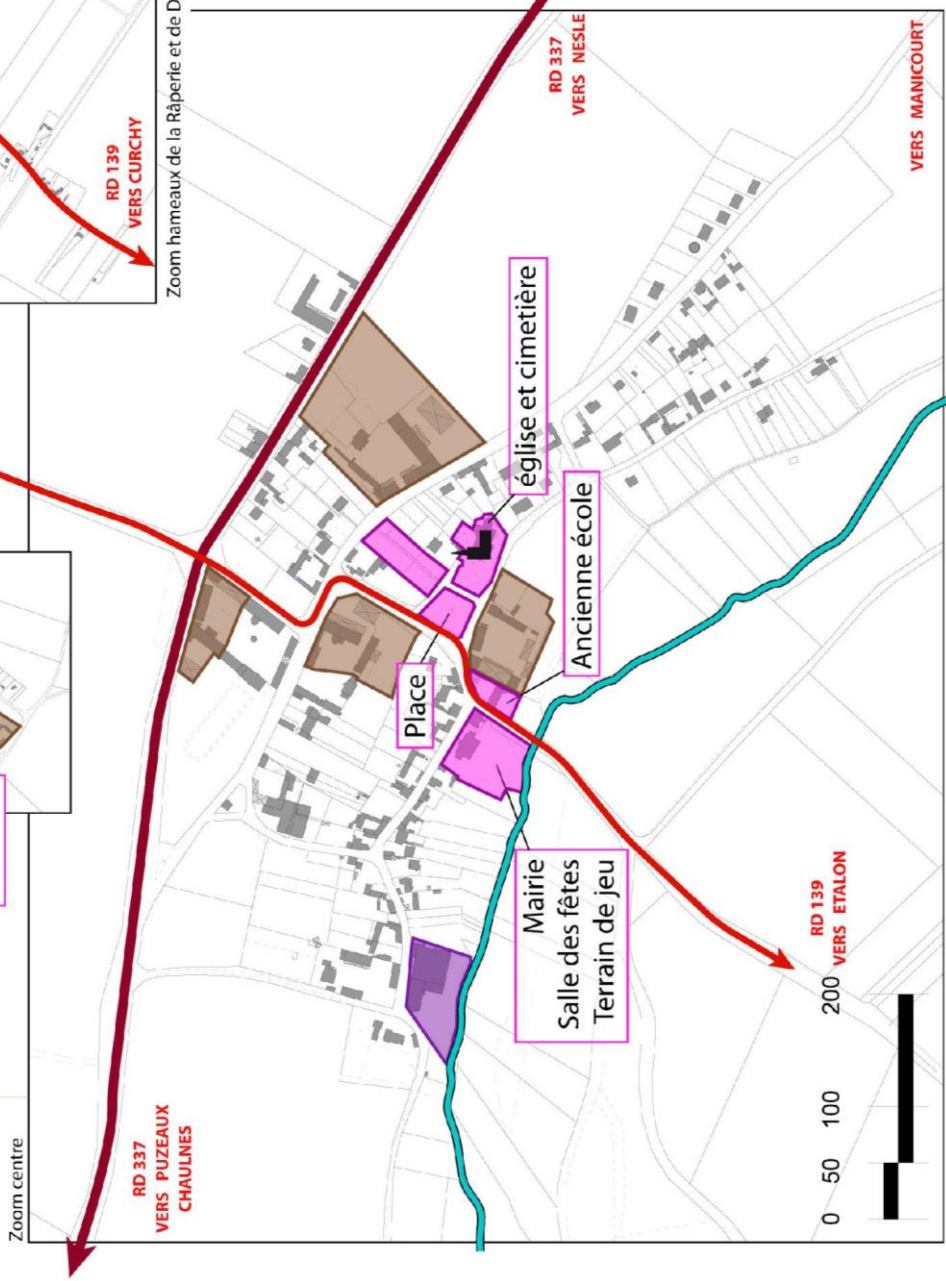 Zoom centre
RD 337
VERS PUZEAUX
CHAULNES
RD 139
VERS CURCHY
Zoom hameaux de la Râperie et de D
RD 337
VERS NESLE
VERS MANICOURT
église et cimetière
Ancienne école
Place
Mairie
Salle des fêtes
Terrain de jeu
RD 139
VERS ETALON
0 50 100 200